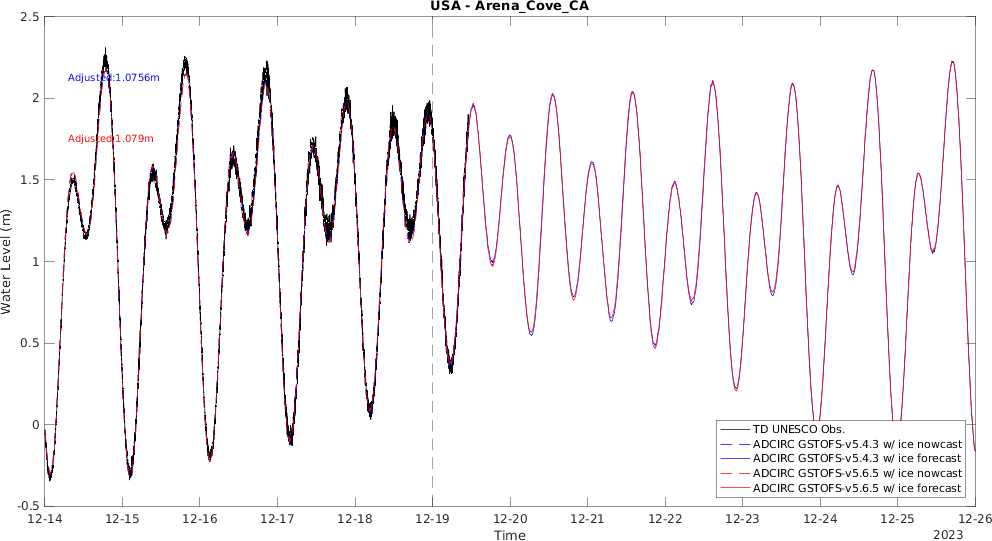 USA - Arena_Cove_CA
2.5
2
1.5
1
0.5
0
-0.5
Water Level (m)
Adjusted:1.0756m
Adjusted:1.079m
TD UNESCO Obs.
ADCIRC GSTOFS-v5.4.3 w/ ice nowcast
ADCIRC GSTOFS-v5.4.3 w/ ice forecast
ADCIRC GSTOFS-v5.6.5 w/ ice nowcast
ADCIRC GSTOFS-v5.6.5 w/ ice forecast
12-14 12-15 12-16 12-17 12-18 12-19 12-20 12-21 12-22 12-23 12-24 12-25 12-26
Time
2023